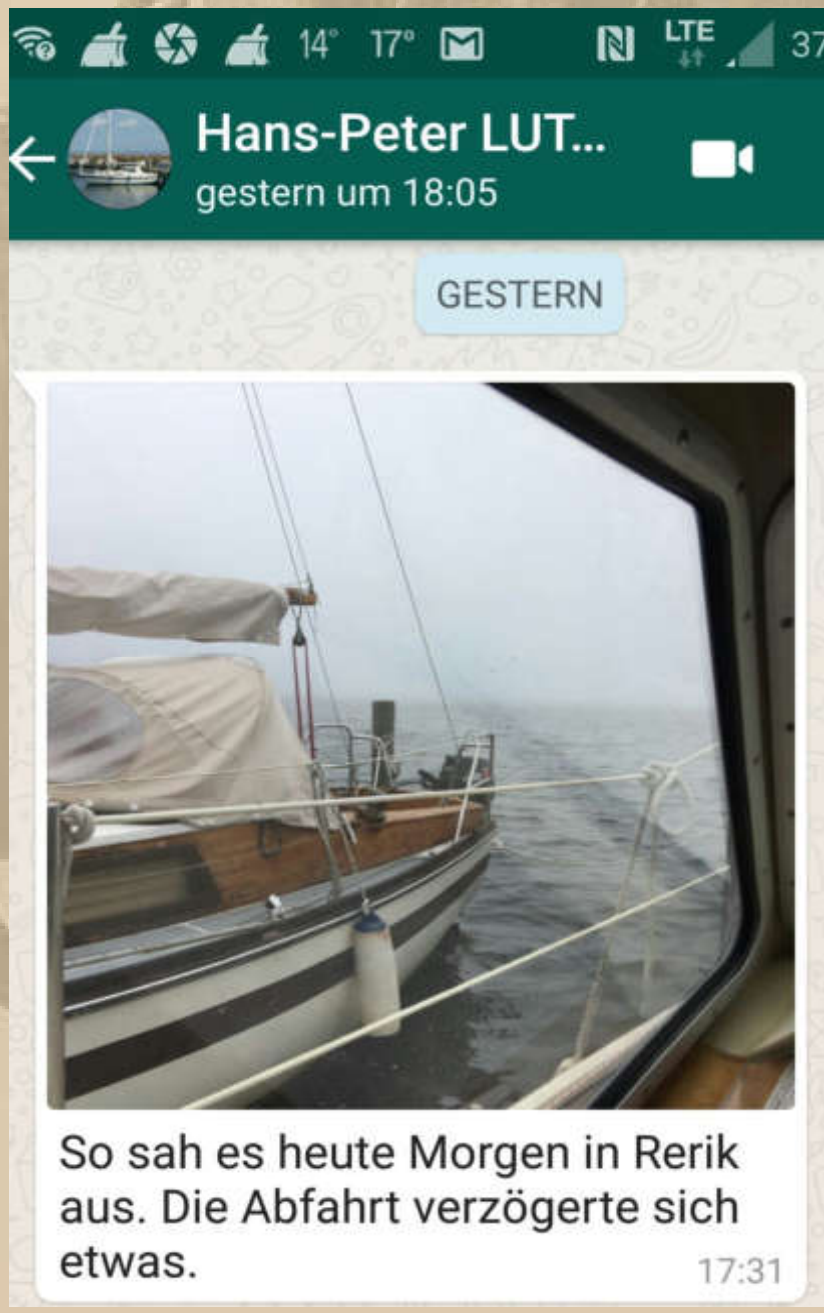 14° 17° LTE 37
Hans-Peter LUT...
gestern um 18:05
GESTERN
So sah es heute Morgen in Rerik
aus. Die Abfahrt verzögerte sich
etwas.
17:31